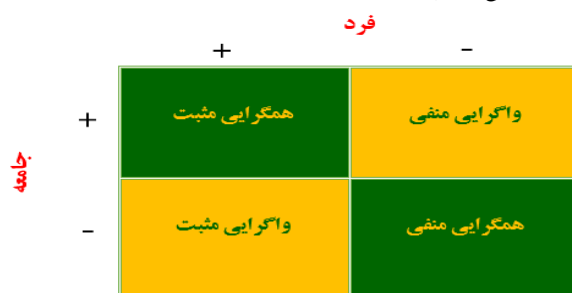 فرد
+ -
+ همگرایی مثبت واگرایی منفی
جامعه
- واگرایی مثبت همگرایی منفی